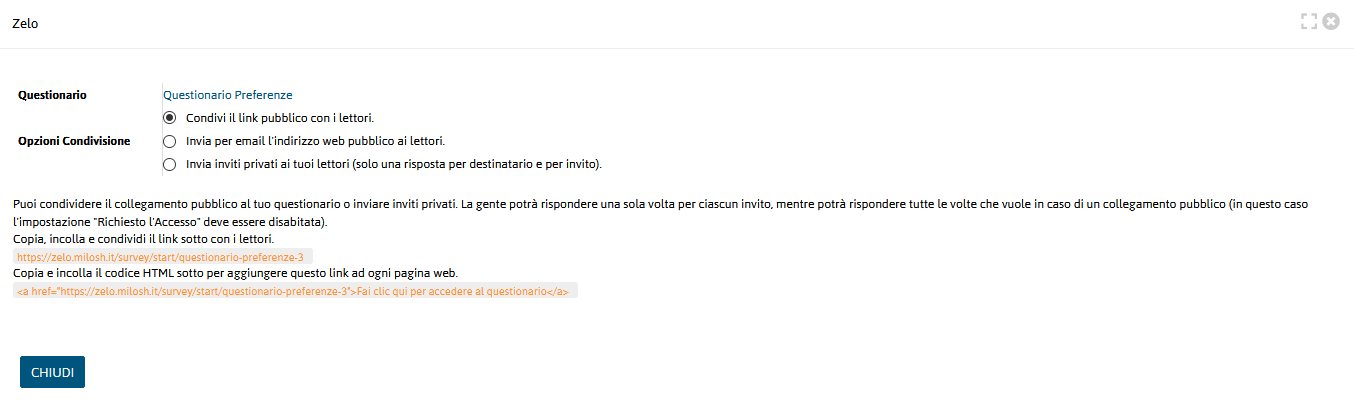 Zelo
Questionario
Questionario Preferenze
Condivi il link pubblico con i lettori.
Opzioni Condivisione
Invia per email l'indirizzo web pubblico ai lettori.
Invia inviti privati ai tuoi lettori (solo una risposta per destinatario e per invito).
Puoi condividere il collegamento pubblico al tuo questionario o inviare inviti privati. La gente potrà rispondere una sola volta per ciascun invito, mentre potrà rispondere tutte le volte che vuole in caso di un collegamento pubblico (in questo caso
l'impostazione "Richiesto l'Accesso" deve essere disabitata).
Copia, incolla e condividi il link sotto con i lettori.
https://zelo.milosh.it/survey/start/questionario-preferenze-3
Copia e incolla il codice HTML sotto per aggiungere questo link ad ogni pagina web.
<a href="https://zelo.milosh.it/survey/start/questionario-preferenze-3">Fai clic qui per accedere al questionario</a>
CHIUDI